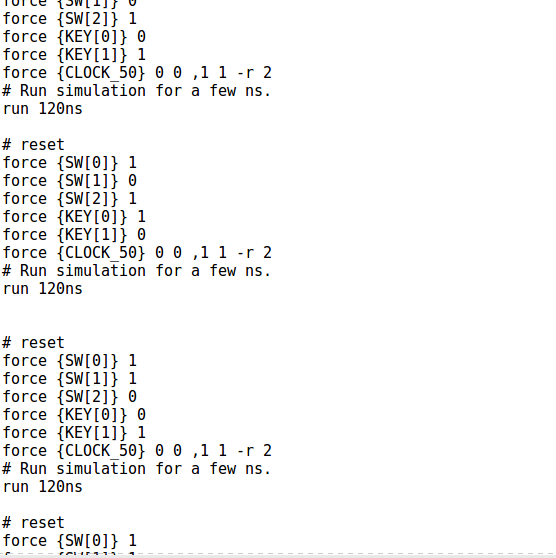 force {SW[1]} 0
force {SW[2]} 1
force {KEY[0]} 0
force {KEY[1]} 1
force {CLOCK_50} 0 0 ,1 1 -r 2
# Run simulation for a few ns.
run 120ns
# reset
force {SW[0]} 1
force {SW[1]} 0
force {SW[2]} 1
force {KEY[0]} 1
force {KEY[1]} 0
force {CLOCK_50} 0 0 ,1 1 -r 2
# Run simulation for a few ns.
run 120ns
# reset
force {SW[0]} 1
force {SW[1]} 1
force {SW[2]} 0
force {KEY[0]} 0
force {KEY[1]} 1
force {CLOCK_50} 0 0 ,1 1 -r 2
# Run simulation for a few ns.
run 120ns
# reset
force {SW[0]} 1